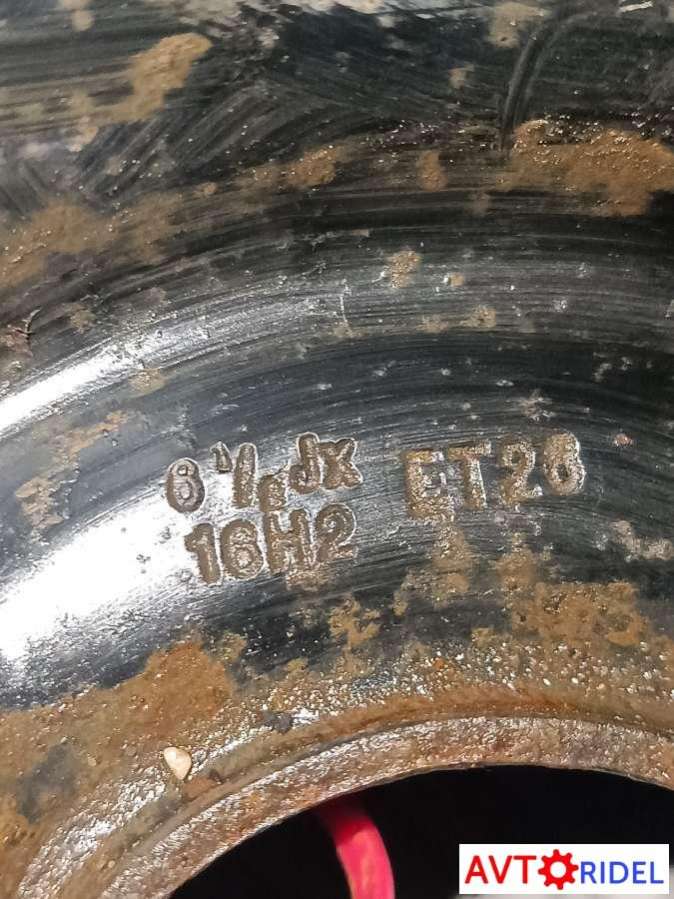 6 1/2 Jx ET28
16H2
AVTORIDEL